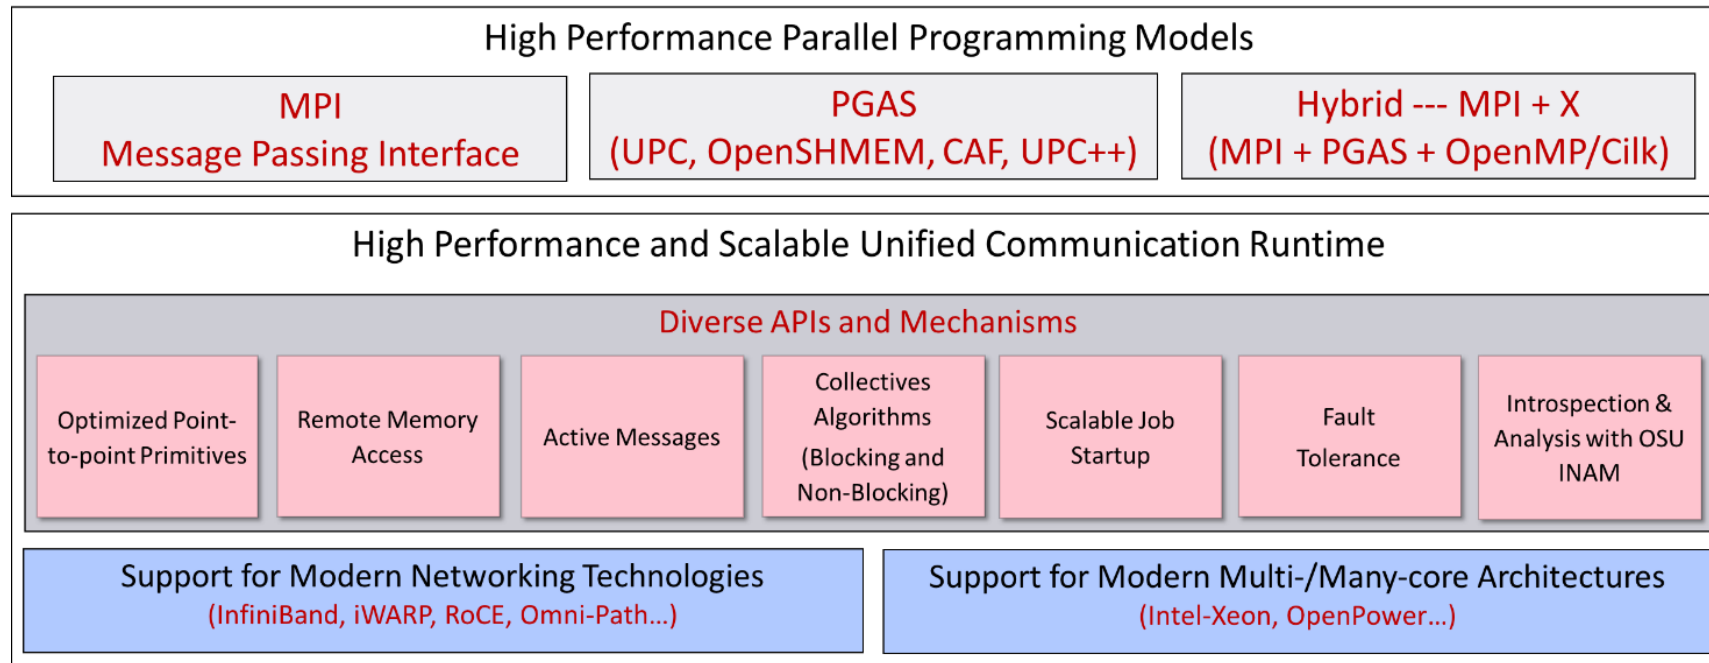 High Performance Parallel Programming Models
MPI
Message Passing Interface
PGAS
(UPC, OpenSHMEM, CAF, UPC++)
Hybrid --- MPI + X
(MPI + PGAS + OpenMP/Cilk)
High Performance and Scalable Unified Communication Runtime
Diverse APIs and Mechanisms
Optimized Point-
to-point Primitives
Remote Memory
Access
Active Messages
Collectives
Algorithms
(Blocking and
Non-Blocking)
Scalable Job
Startup
Fault
Tolerance
Introspection &
Analysis with OSU
INAM
Support for Modern Networking Technologies
(InfiniBand, iWARP, RoCE, Omni-Path...)
Support for Modern Multi-/Many-core Architectures
(Intel-Xeon, OpenPower...)